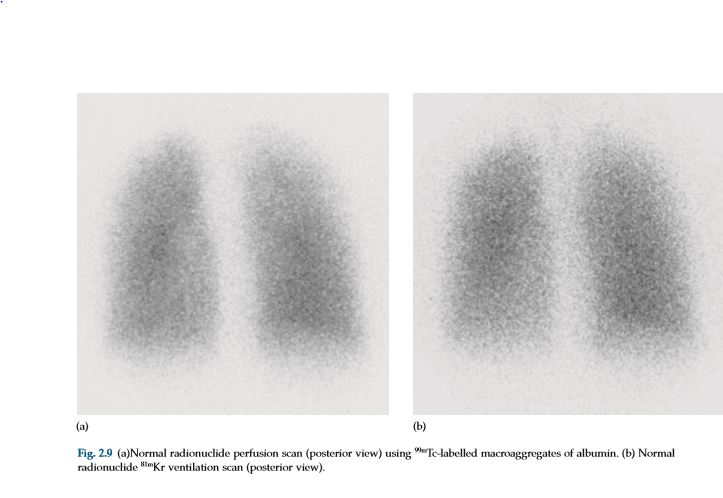 (a)
(b)
Fig. 2.9 (a)Normal radionuclide perfusion scan (posterior view) using ⁹⁹ᵐTc-labelled macroaggregates of albumin. (b) Normal
radionuclide ⁸¹ᵐKr ventilation scan (posterior view).